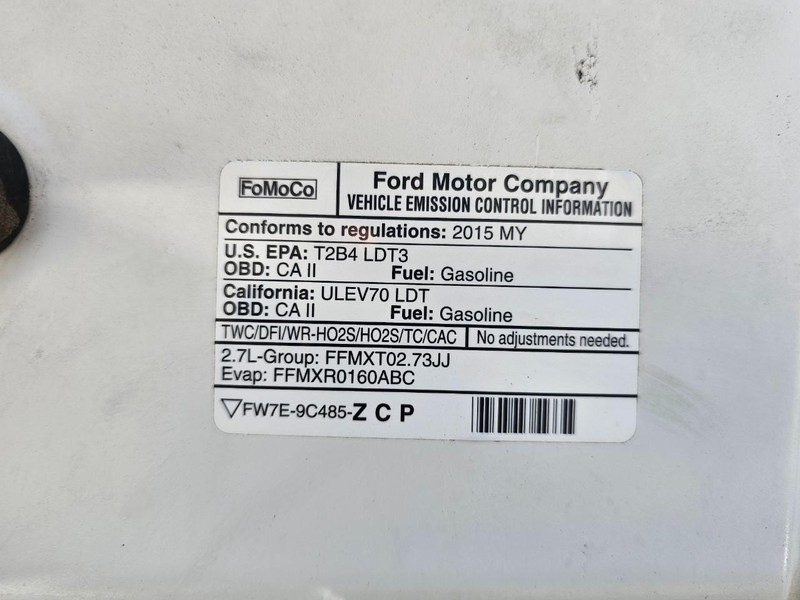 FoMoCo
Ford Motor Company
VEHICLE EMISSION CONTROL INFORMATION
Conforms to regulations: 2015 MY
U.S. EPA: T2B4 LDT3
OBD: CA II Fuel: Gasoline
California: ULEV70 LDT
OBD: CA II Fuel: Gasoline
TWC/DFI/WR-HO2S/HO2S/TC/CAC No adjustments needed.
2.7L-Group: FFMXT02.73JJ
Evap: FFMXR0160ABC
FW7E-9C485-Z C P